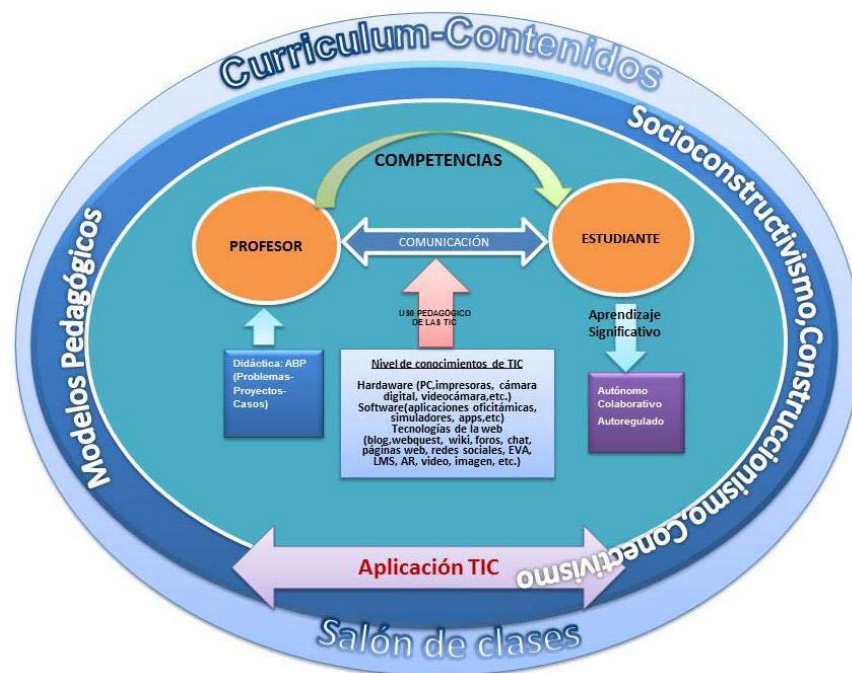 Curriculum-Contenidos
Modelos Pedagógicos
Socioconstructivismo,Construccionismo,Conectivismo
COMPETENCIAS
PROFESOR
COMUNICACIÓN
ESTUDIANTE
USO PEDAGÓGICO
DE LAS TIC
Aprendizaje
Significativo
Didáctica: ABP
(Problemas-
Proyectos-
Casos)
Nivel de conocimientos de TIC
Hardaware (PC,impresoras, cámara
digital, videocámara,etc.)
Software(aplicaciones ofícitámicas,
simuladores, apps,etc)
Tecnologías de la web
(blog,webquest, wiki, foros, chat,
páginas web, redes sociales, EVA,
LMS, AR, video, imagen, etc.)
Autónomo
Colaborativo
Autoregulado
Aplicación TIC
Salón de clases